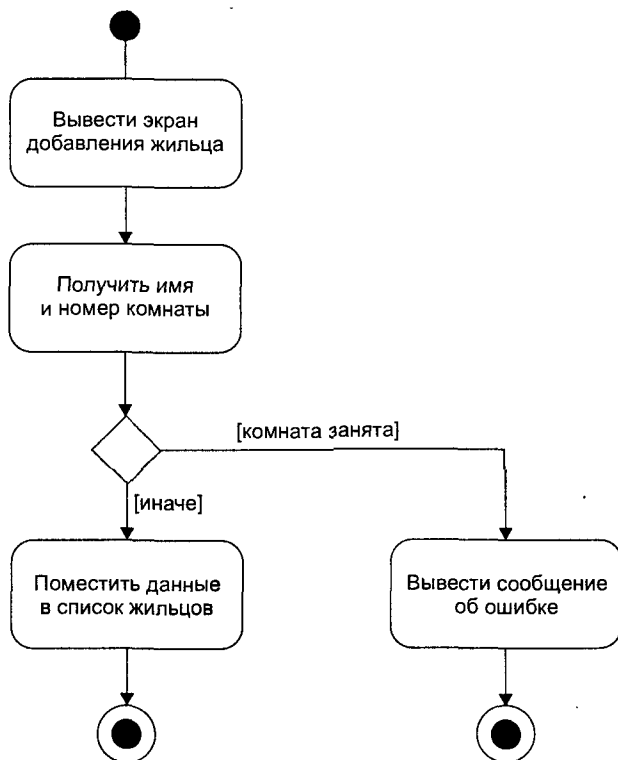 Вывести экран
добавления жильца
Получить имя
и номер комнаты
[комната занята]
[иначе]
Поместить данные
в список жильцов
Вывести сообщение
об ошибке